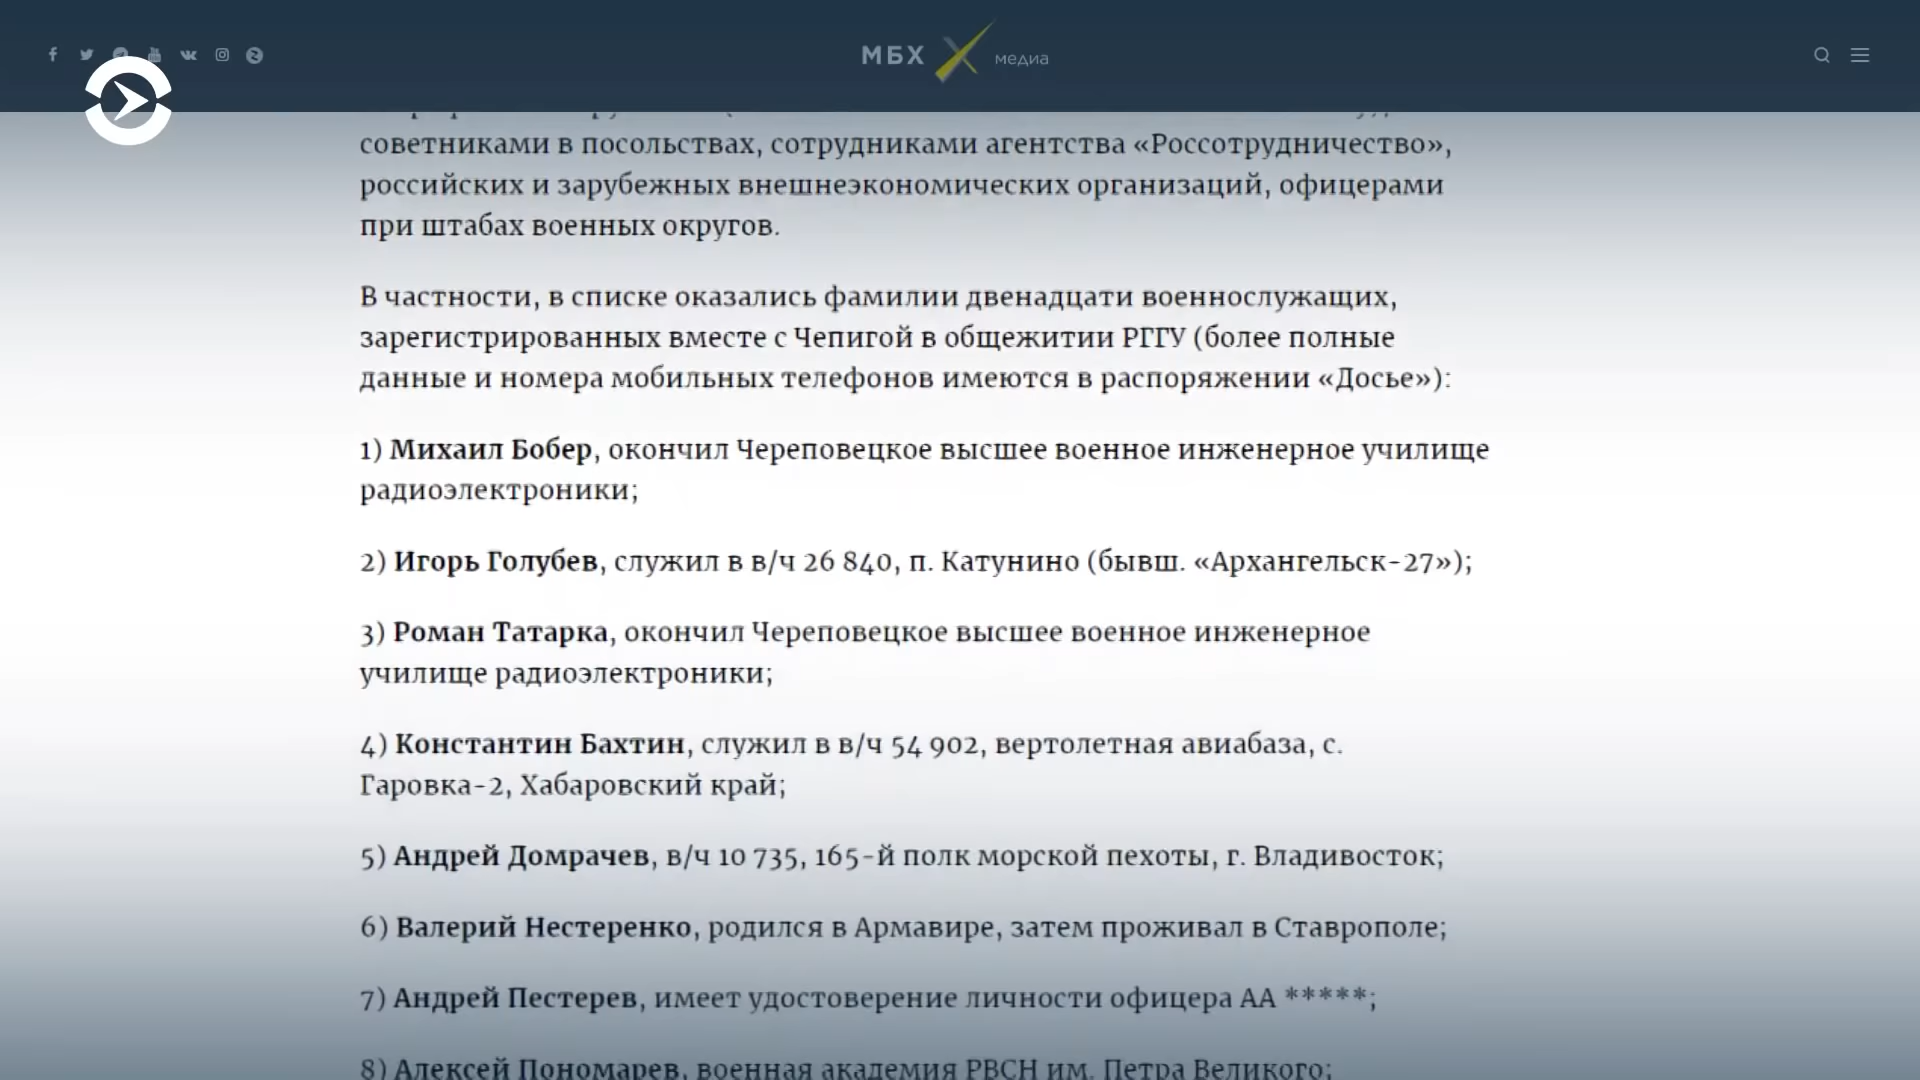 МБХ медиа
советниками в посольствах, сотрудниками агентства «Россотрудничество»,
российских и зарубежных внешнеэкономических организаций, офицерами
при штабах военных округов.
В частности, в списке оказались фамилии двенадцати военнослужащих,
зарегистрированных вместе с Чепигой в общежитии РГГУ (более полные
данные и номера мобильных телефонов имеются в распоряжении «Досье»):
1) Михаил Бобер, окончил Череповецкое высшее военное инженерное училище
радиоэлектроники;
2) Игорь Голубев, служил в в/ч 26 840, п. Катунино (бывш. «Архангельск-27»);
3) Роман Татарка, окончил Череповецкое высшее военное инженерное
училище радиоэлектроники;
4) Константин Бахтин, служил в в/ч 54 902, вертолетная авиабаза, с.
Гаровка-2, Хабаровский край;
5) Андрей Домрачев, в/ч 10 735, 165-й полк морской пехоты, г. Владивосток;
6) Валерий Нестеренко, родился в Армавире, затем проживал в Ставрополе;
7) Андрей Пестерев, имеет удостоверение личности офицера АА *****;
8) Алексей Пономарев, военная академия РВСН им. Петра Великого;